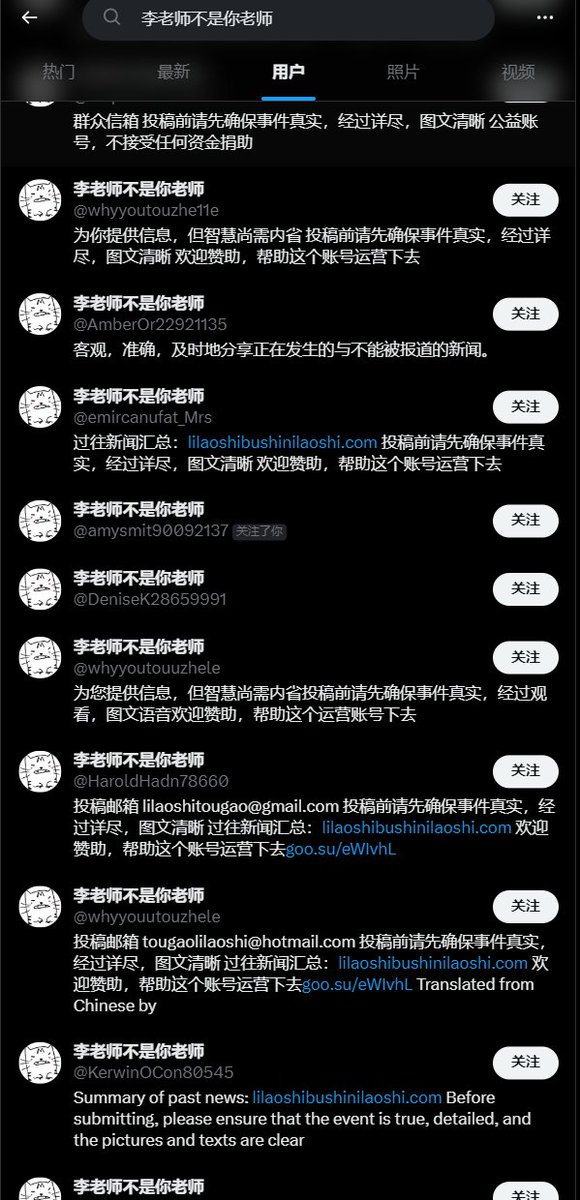 李老师不是你老师
热门 最新 用户 照片 视频
群众信箱 投稿前请先确保事件真实，经过详尽，图文清晰 公益账
号，不接受任何资金捐助
李老师不是你老师
关注
@whyyoutouzhe11e
为你提供信息，但智慧尚需内省 投稿前请先确保事件真实，经过详
尽，图文清晰 欢迎赞助，帮助这个账号运营下去
李老师不是你老师
关注
@AmberOr22921135
客观，准确，及时地分享正在发生的与不能被报道的新闻。
李老师不是你老师
关注
@emircanufat_Mrs
过往新闻汇总：lilaoshibushinilaoshi.com 投稿前请先确保事件真
实，经过详尽，图文清晰 欢迎赞助，帮助这个账号运营下去
李老师不是你老师
关注
@amysmit90092137 关注了你
李老师不是你老师
关注
@DeniseK28659991
李老师不是你老师
关注
@whyyoutouuzhele
为您提供信息，但智慧尚需内省投稿前请先确保事件真实，经过观
看，图文语音欢迎赞助，帮助这个运营账号下去
李老师不是你老师
关注
@HaroldHadn78660
投稿邮箱 lilaoshitougao@gmail.com 投稿前请先确保事件真实，经
过详尽，图文清晰 过往新闻汇总：lilaoshibushinilaoshi.com 欢迎
赞助，帮助这个账号运营下去goo.su/eWIvhL
李老师不是你老师
关注
@whyyouutouzhele
投稿邮箱 tougaolilaoshi@hotmail.com 投稿前请先确保事件真实，
经过详尽，图文清晰 过往新闻汇总：lilaoshibushinilaoshi.com 欢
迎赞助，帮助这个账号运营下去goo.su/eWIvhL Translated from
Chinese by
李老师不是你老师
关注
@KerwinOCon80545
Summary of past news: lilaoshibushinilaoshi.com Before
submitting, please ensure that the event is true, detailed, and
the pictures and texts are clear
李老师不是你老师
关注